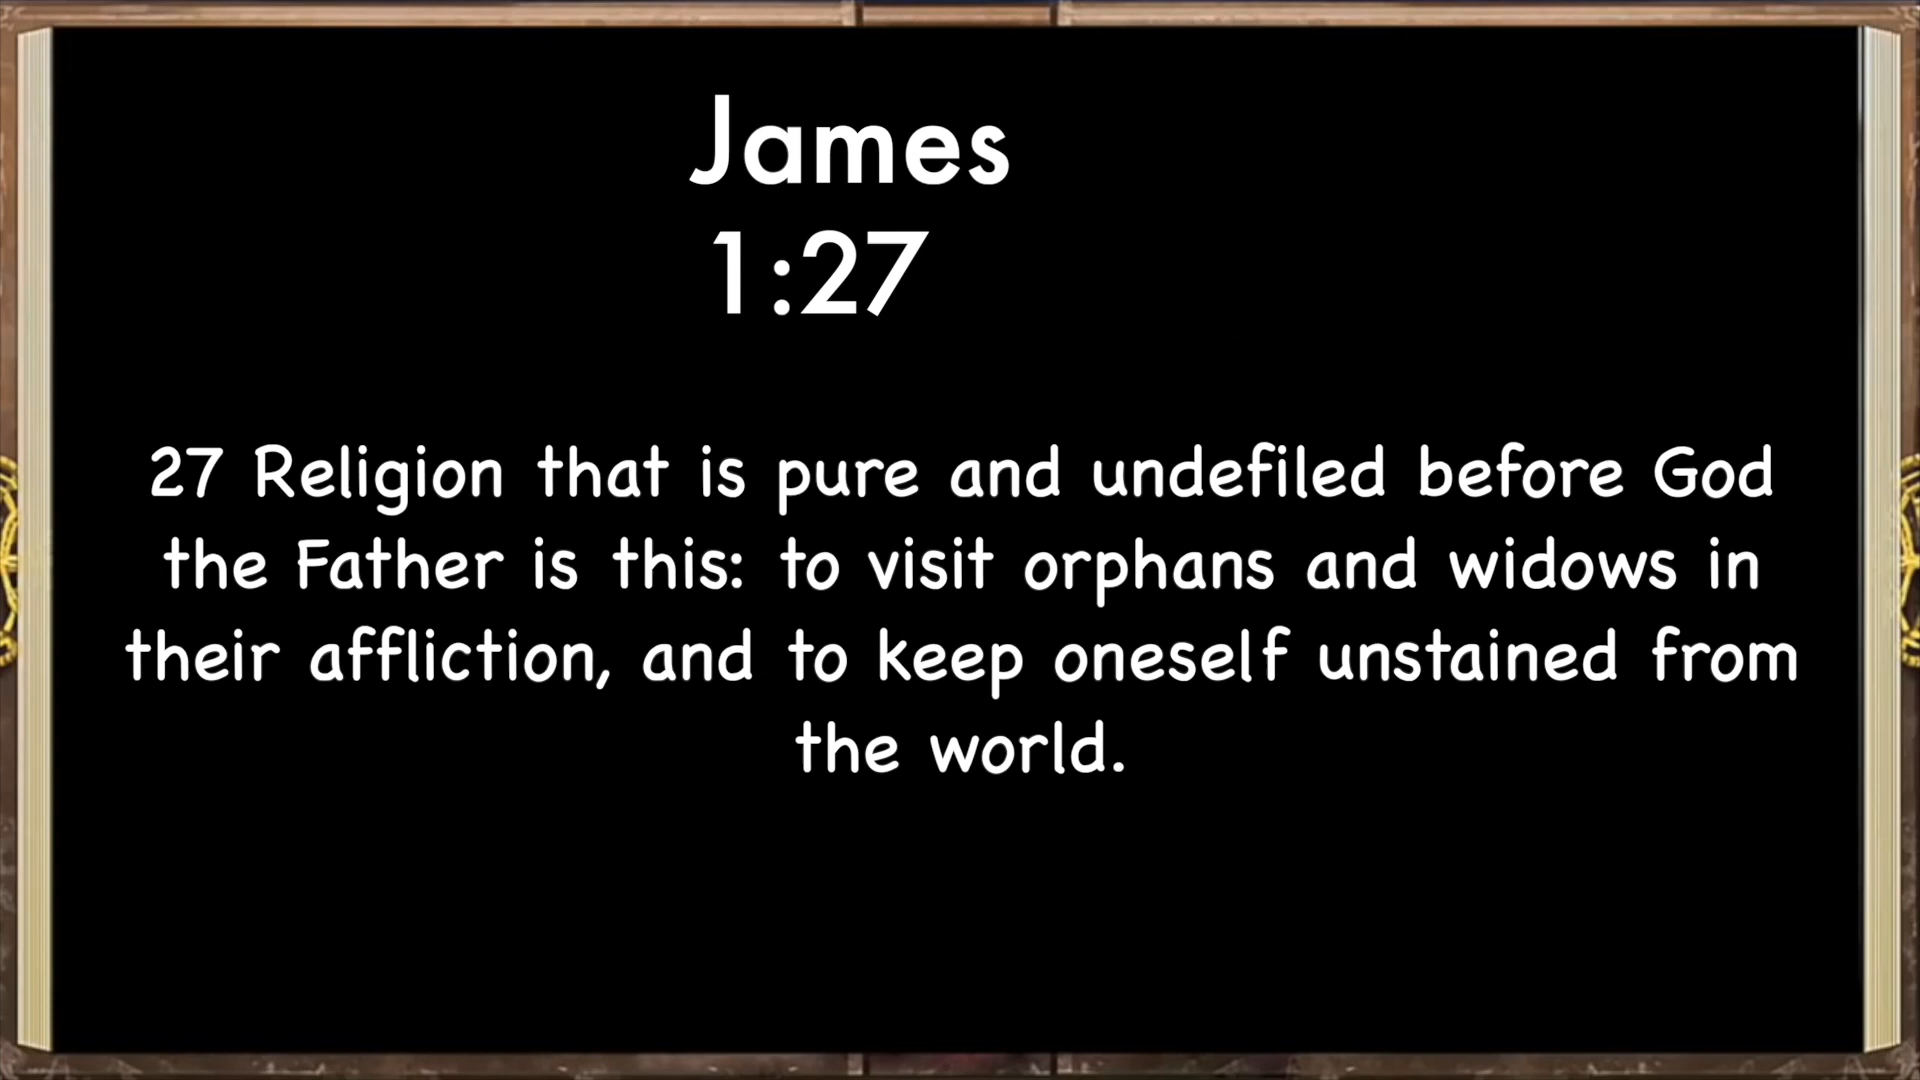 James
1:27
27 Religion that is pure and undefiled before God
the Father is this: to visit orphans and widows in
their affliction, and to keep oneself unstained from
the world.